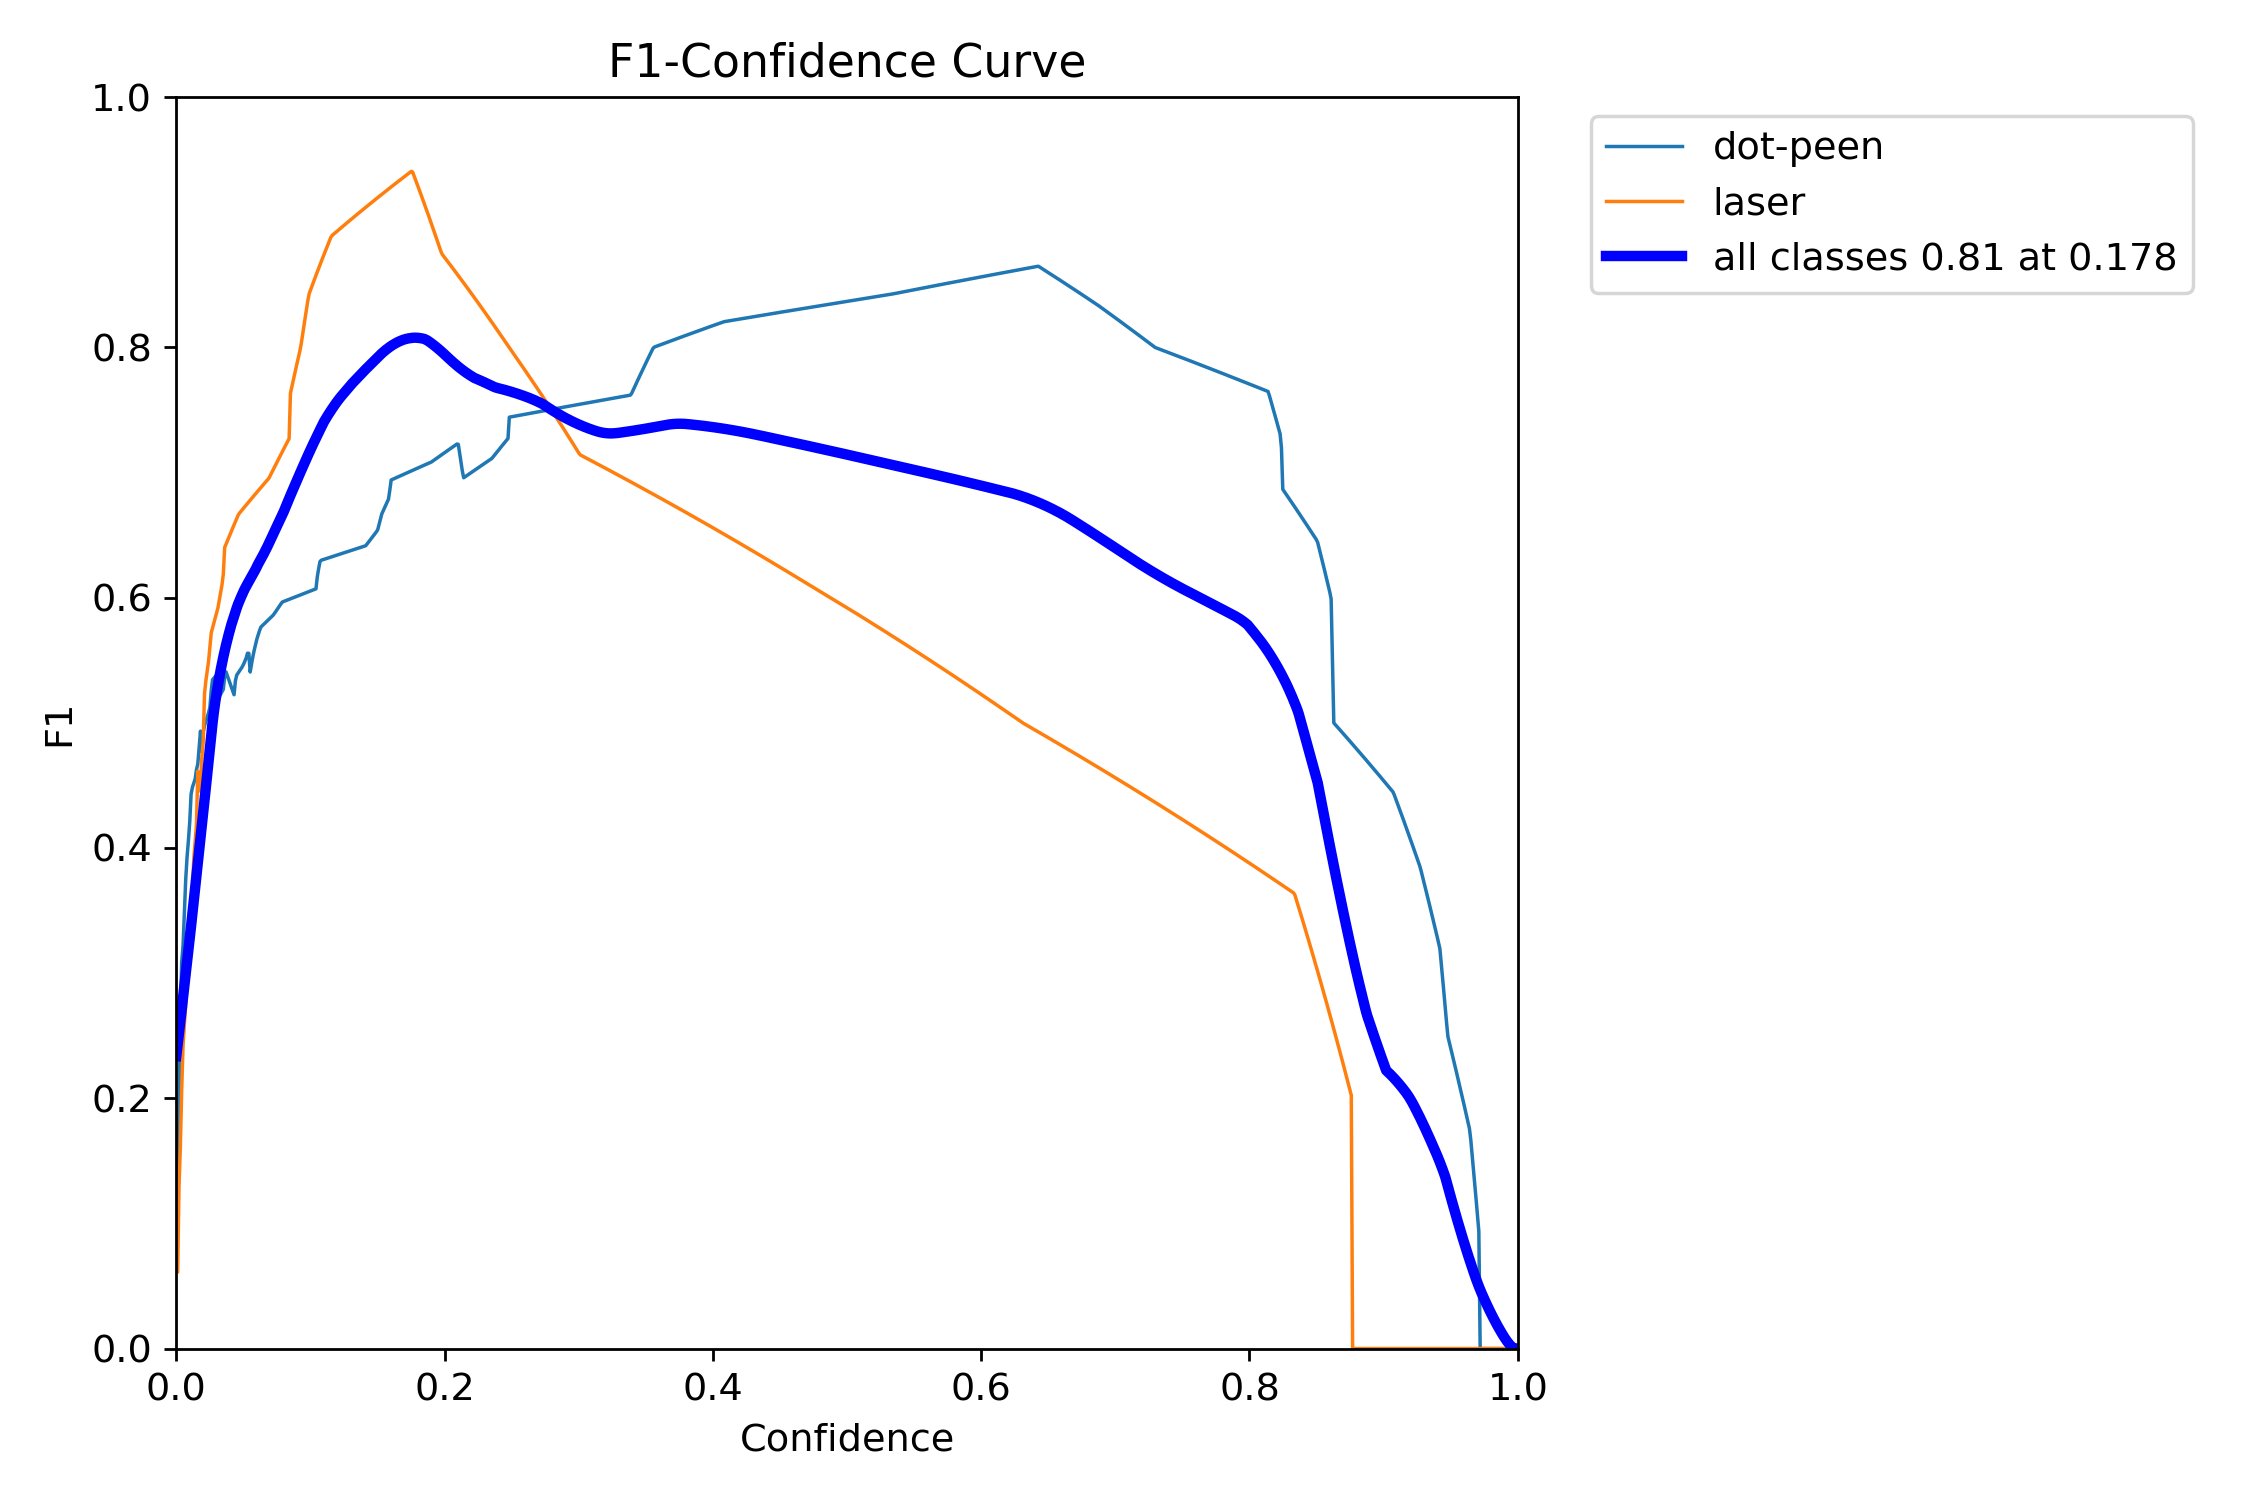 F1-Confidence Curve
1.0
0.8
0.6
0.4
0.2
0.0
F1
0.0 0.2 0.4 0.6 0.8 1.0
Confidence
dot-peen
laser
all classes 0.81 at 0.178